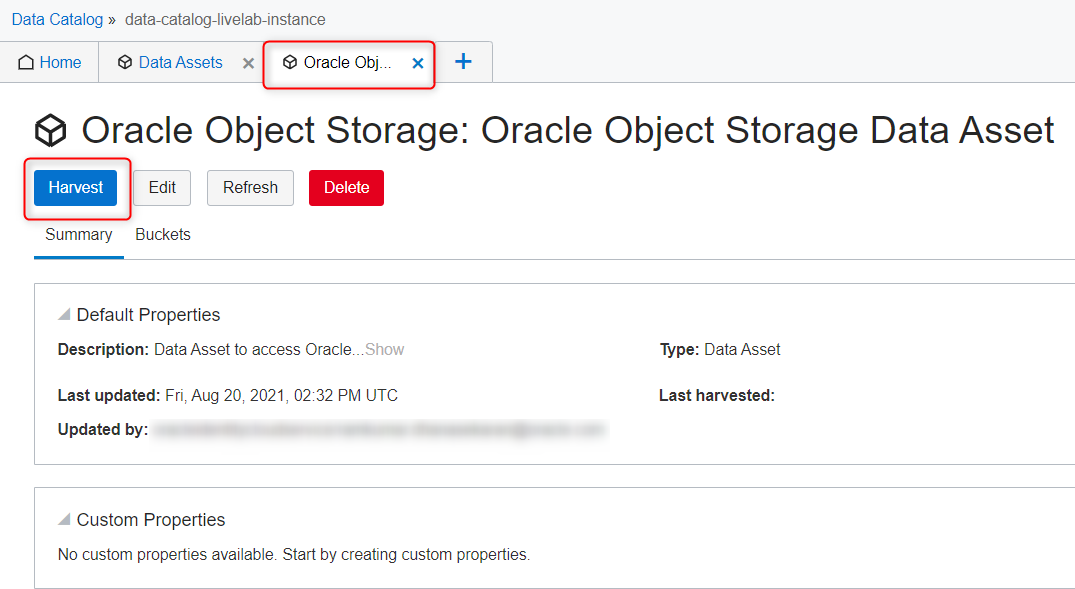 Data Catalog » data-catalog-livelab-instance
Home Data Assets × Oracle Obj... × +
Oracle Object Storage: Oracle Object Storage Data Asset
Harvest Edit Refresh Delete
Summary Buckets
Default Properties
Description: Data Asset to access Oracle...Show Type: Data Asset
Last updated: Fri, Aug 20, 2021, 02:32 PM UTC Last harvested:
Updated by:
Custom Properties
No custom properties available. Start by creating custom properties.